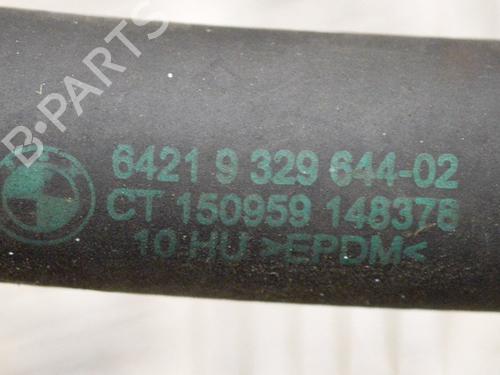 B-PARTS
6421 9 329 644-02
CT 150959 148378
10 HU >EPDM<